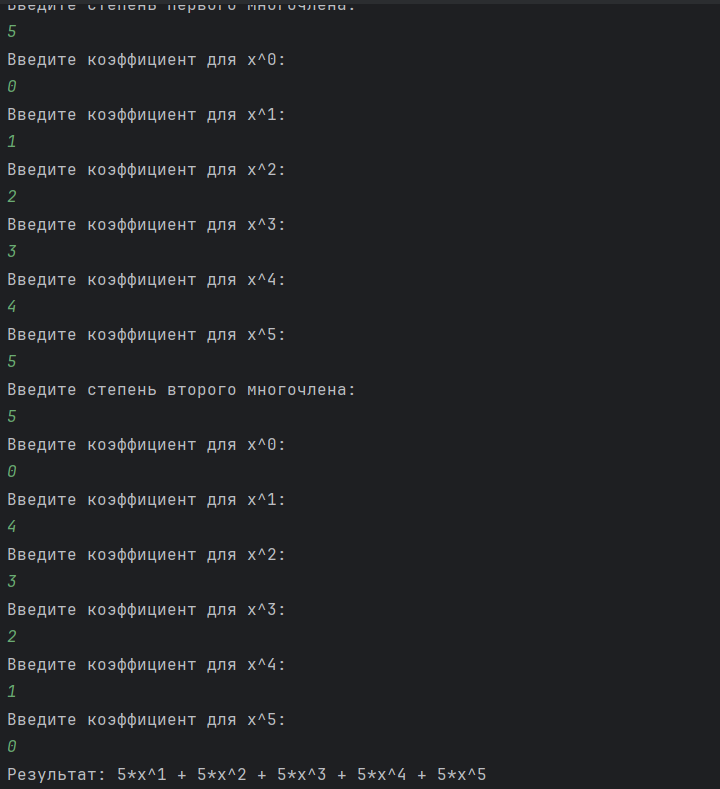 Введите степень первого многочлена:
5
Введите коэффициент для x^0:
0
Введите коэффициент для x^1:
1
Введите коэффициент для x^2:
2
Введите коэффициент для x^3:
3
Введите коэффициент для x^4:
4
Введите коэффициент для x^5:
5
Введите степень второго многочлена:
5
Введите коэффициент для x^0:
0
Введите коэффициент для x^1:
4
Введите коэффициент для x^2:
3
Введите коэффициент для x^3:
2
Введите коэффициент для x^4:
1
Введите коэффициент для x^5:
0
Результат: 5*x^1 + 5*x^2 + 5*x^3 + 5*x^4 + 5*x^5